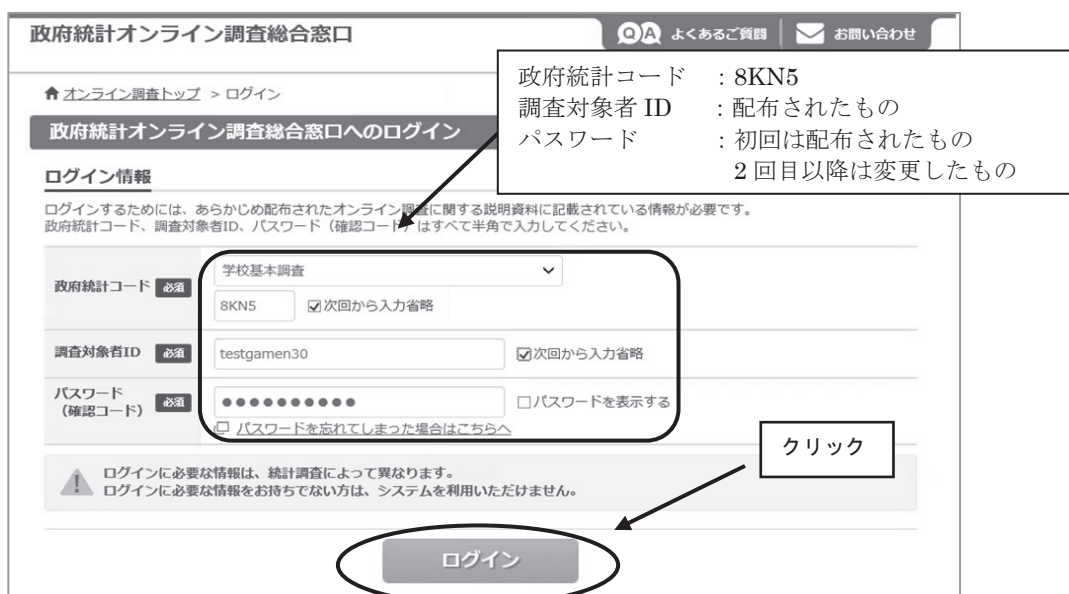 政府統計オンライン調査総合窓口
QA よくあるご質問
お問い合わせ
政府統計コード ：8KN5
調査対象者 ID ：配布されたもの
パスワード ：初回は配布されたもの
2 回目以降は変更したもの
オンライン調査トップ > ログイン
政府統計オンライン調査総合窓口へのログイン
ログイン情報
ログインするためには、あらかじめ配布されたオンライン調査に関する説明資料に記載されている情報が必要です。
政府統計コード、調査対象者ID、パスワード（確認コード）はすべて半角で入力してください。
政府統計コード 必須
学校基本調査
8KN5 次回から入力省略
調査対象者ID 必須 testgamen30 次回から入力省略
パスワード
（確認コード） 必須 ●●●●●●●●●● パスワードを表示する
パスワードを忘れてしまった場合はこちらへ
クリック
ログインに必要な情報は、統計調査によって異なります。
ログインに必要な情報をお持ちでない方は、システムを利用いただけません。
ログイン